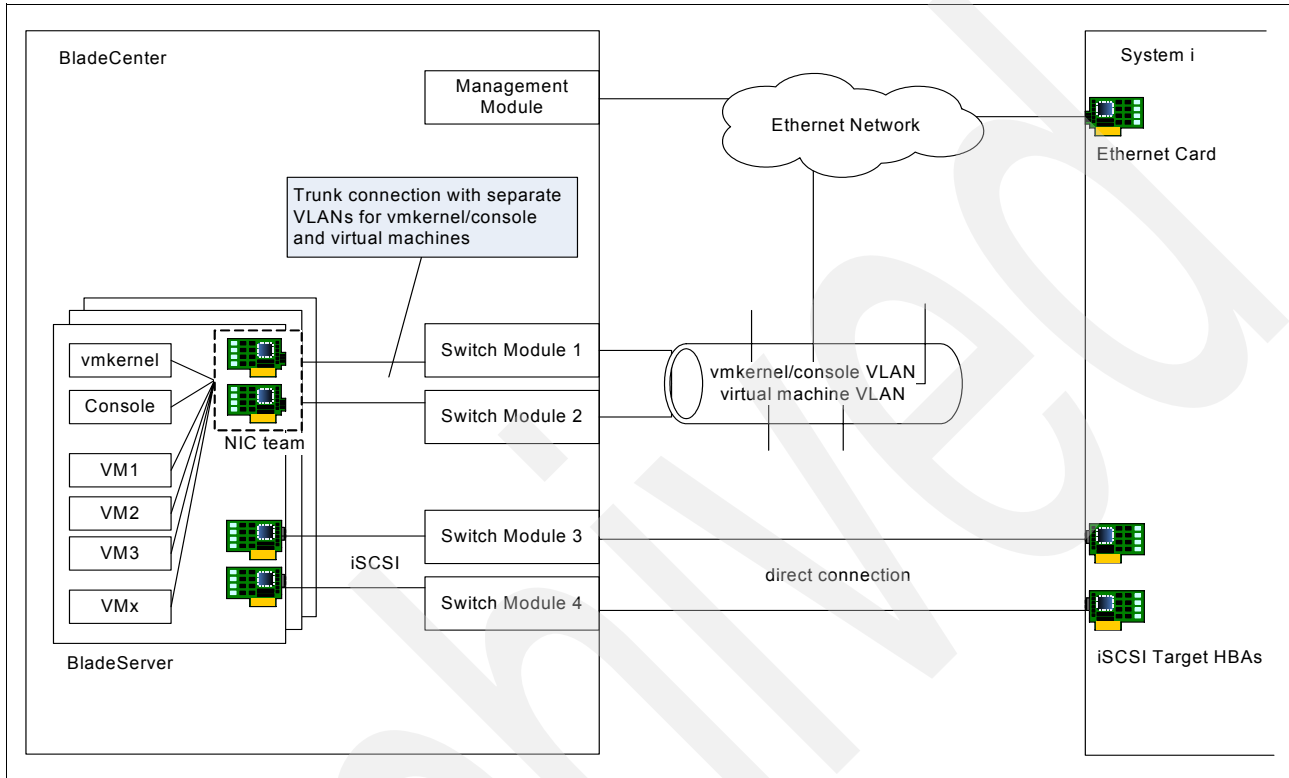 BladeCenter
System i
Management
Module
Ethernet Network
Ethernet Card
Trunk connection with separate
VLANs for vmkernel/console
and virtual machines
vmkernel
Console
NIC team
VM1
VM2
VM3
VMx
BladeServer
Switch Module 1
Switch Module 2
vmkernel/console VLAN
virtual machine VLAN
Switch Module 3
iSCSI
direct connection
Switch Module 4
iSCSI Target HBAs